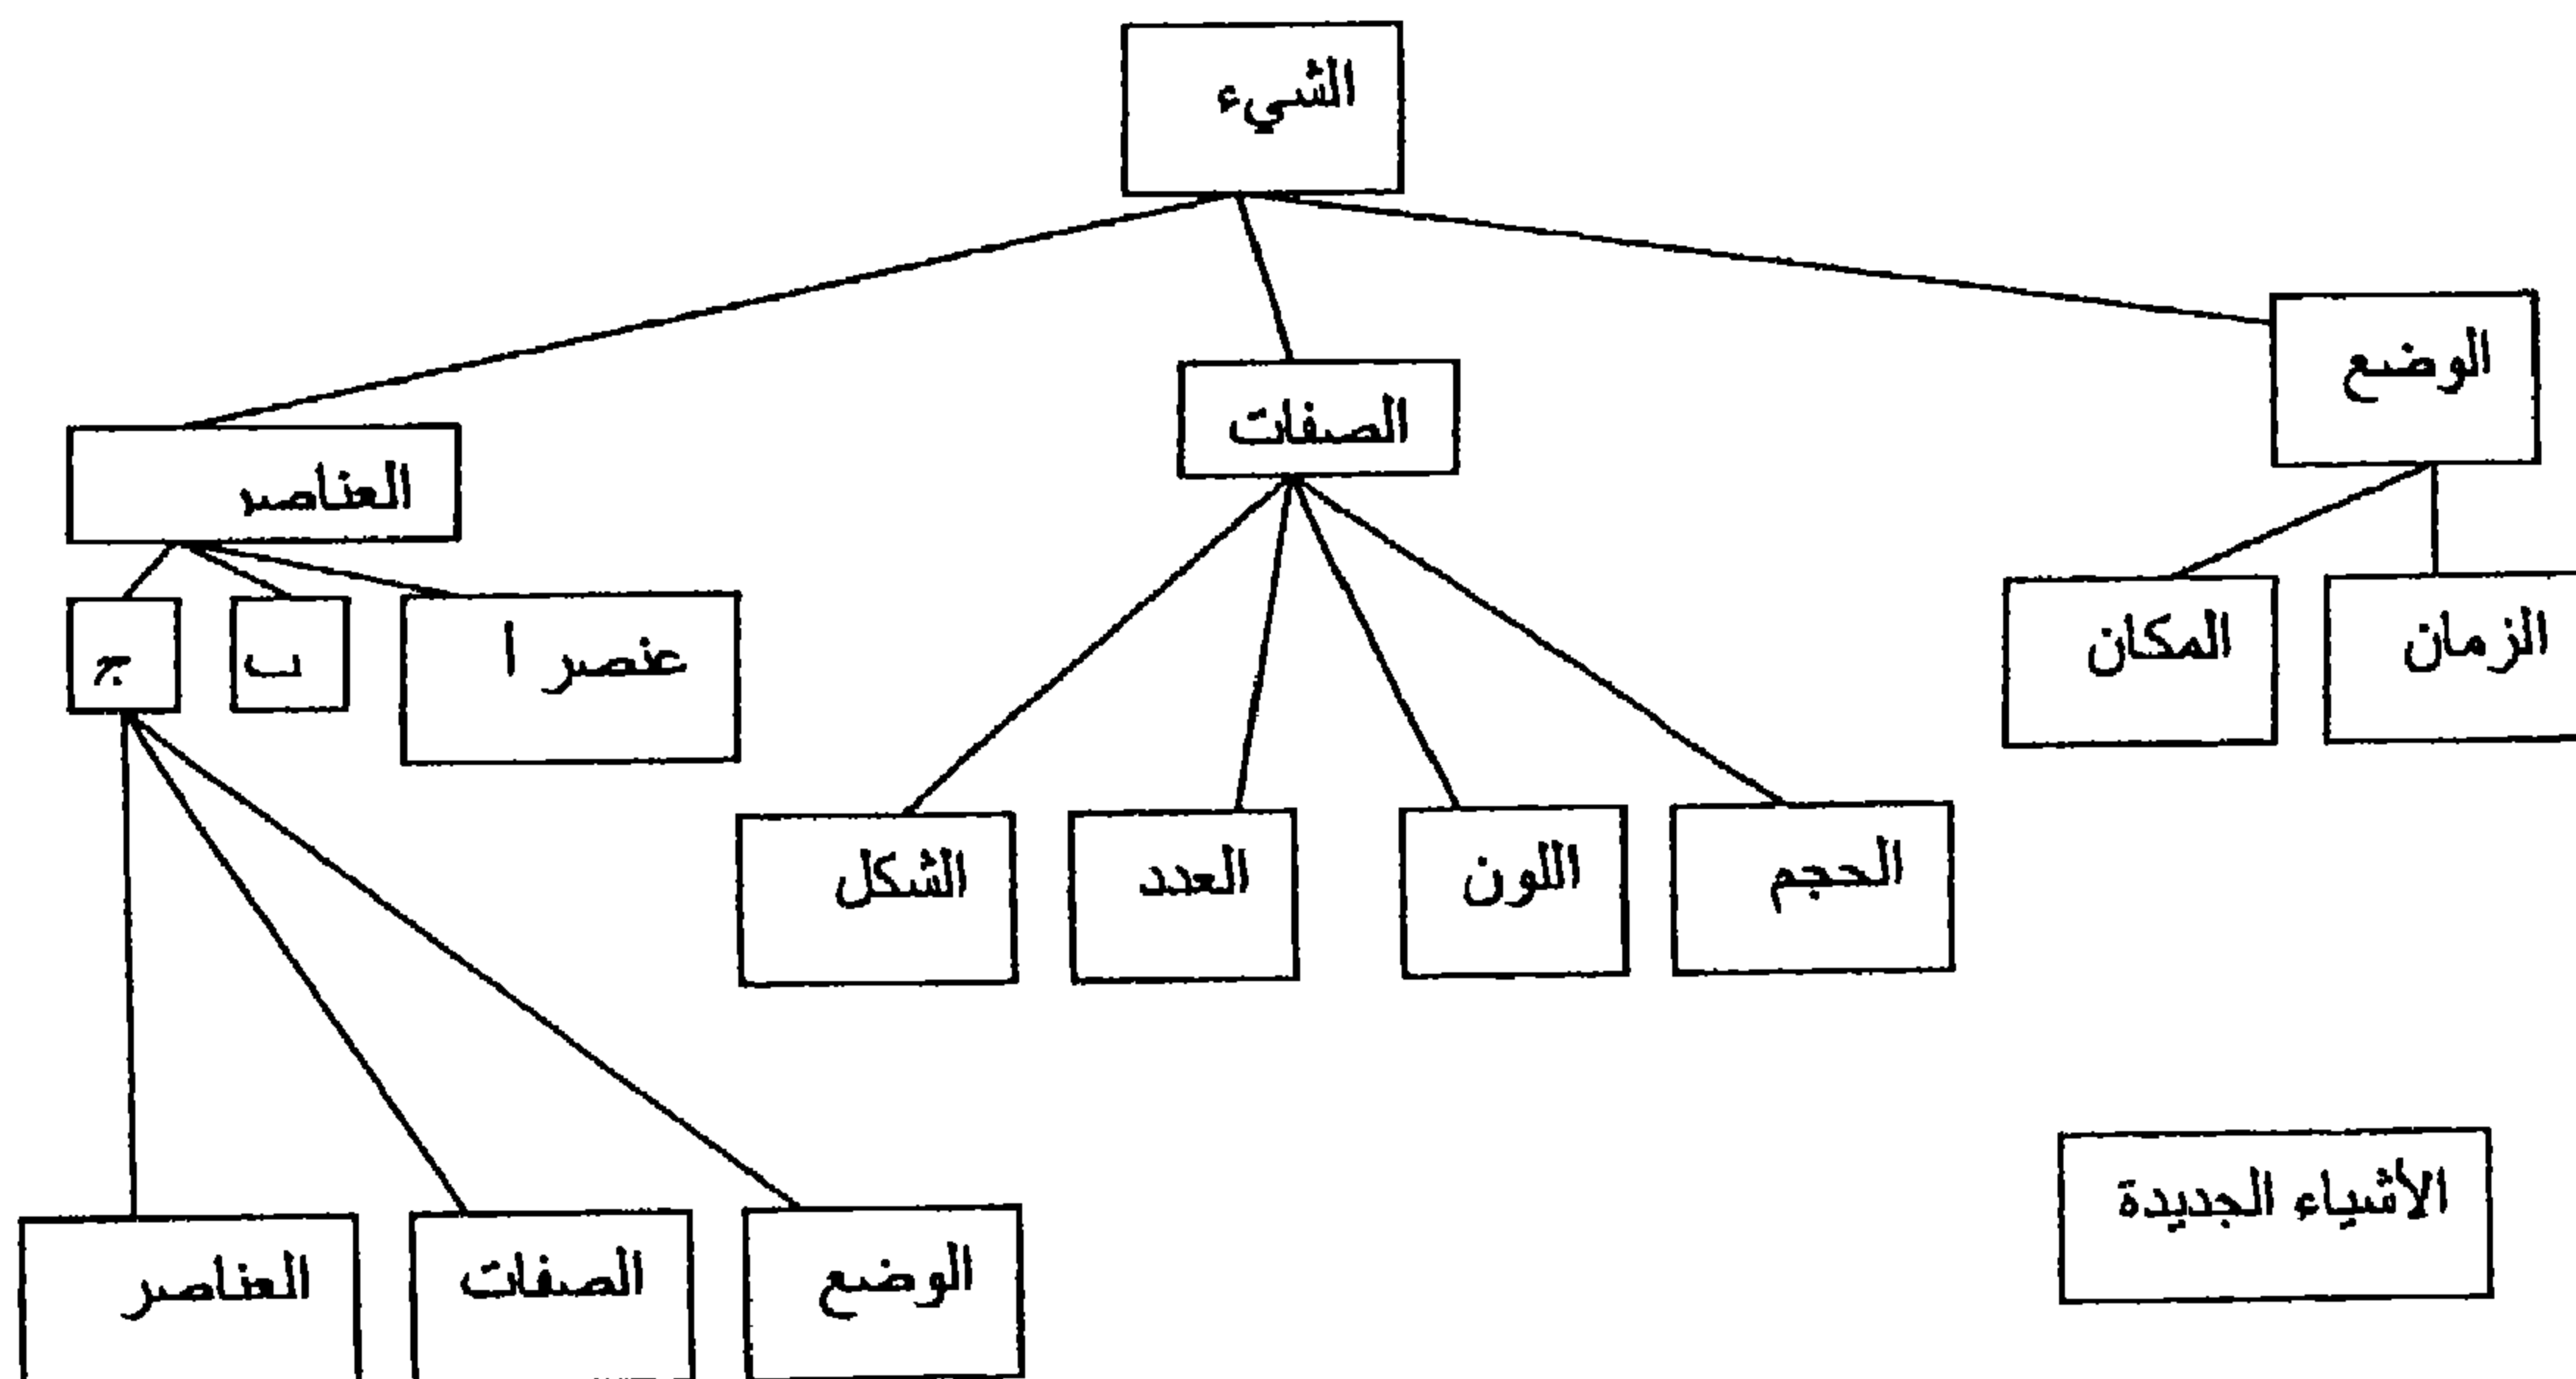 الشيء
الوضع
الصفات
العناصر
الزمان
المكان
عنصر ا
ب
ج
الحجم
اللون
العدد
الشكل
الأشياء الجديدة
الوضع
الصفات
العناصر